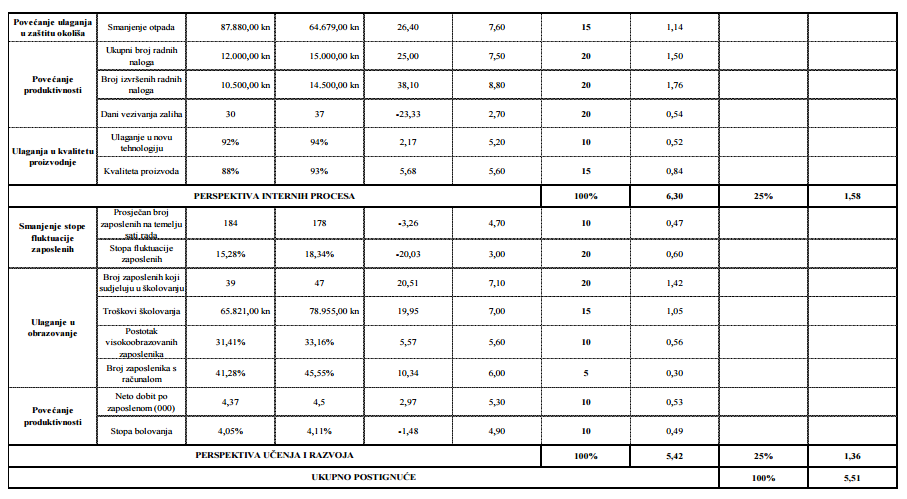 Povećanje ulaganja
u zaštitu okoliša
Smanjenje otpada 87.880,00 kn 64.679,00 kn 26,40 7,60 15 1,14
Povećanje
produktivnosti
Ukupni broj radnih
naloga
12.000,00 kn 15.000,00 kn 25,00 7,50 20 1,50
Broj izvršenih radnih
naloga
10.500,00 kn 14.500,00 kn 38,10 8,80 20 1,76
Dani vezivanja zaliha 30 37 -23,33 2,70 20 0,54
Ulaganja u kvalitetu
proizvodnje
Ulaganje u novu
tehnologiju
92% 94% 2,17 5,20 10 0,52
Kvaliteta proizvoda 88% 93% 5,68 5,60 15 0,84
PERSPEKTIVA INTERNIH PROCESA 100% 6,30 25% 1,58
Smanjenje stope
fluktuacije
zaposlenih
Prosječan broj
zaposlenih na temelju
sati rada
184 178 -3,26 4,70 10 0,47
Stopa fluktuacije
zaposlenih
15,28% 18,34% -20,03 3,00 20 0,60
Ulaganje u
obrazovanje
Broj zaposlenih koji
sudjeluju u školovanju
39 47 20,51 7,10 20 1,42
Troškovi školovanja 65.821,00 kn 78.955,00 kn 19,95 7,00 15 1,05
Postotak
visokoobrazovanih
zaposlenika
31,41% 33,16% 5,57 5,60 10 0,56
Broj zaposlenika s
računalom
41,28% 45,55% 10,34 6,00 5 0,30
Povećanje
produktivnosti
Neto dobit po
zaposlenom (000)
4,37 4,5 2,97 5,30 10 0,53
Stopa bolovanja 4,05% 4,11% -1,48 4,90 10 0,49
PERSPEKTIVA UČENJA I RAZVOJA 100% 5,42 25% 1,36
UKUPNO POSTIGNUĆE 100% 5,51